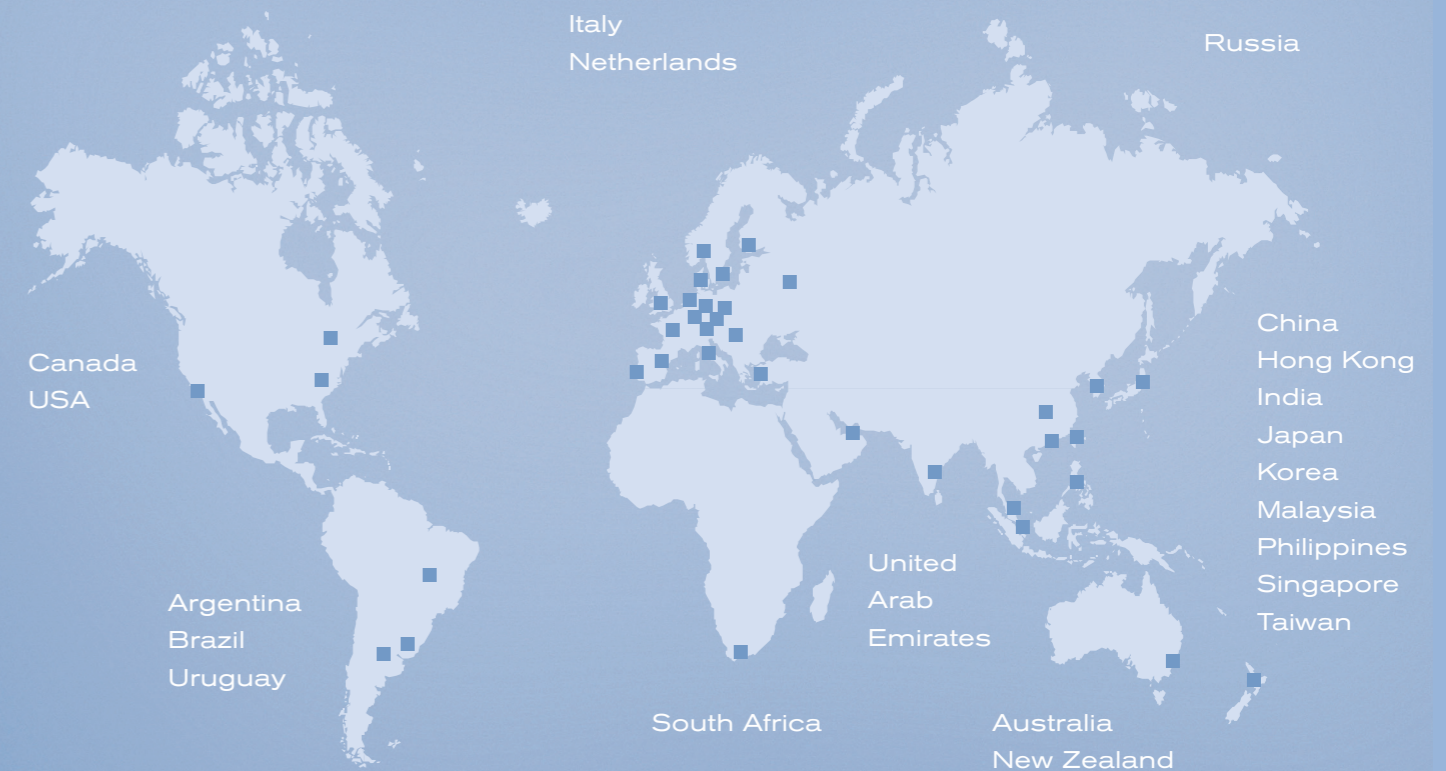 Italy
Netherlands
Russia
Canada
USA
China
Hong Kong
India
Japan
Korea
Malaysia
Philippines
Singapore
Taiwan
United
Arab
Emirates
Argentina
Brazil
Uruguay
South Africa
Australia
New Zealand